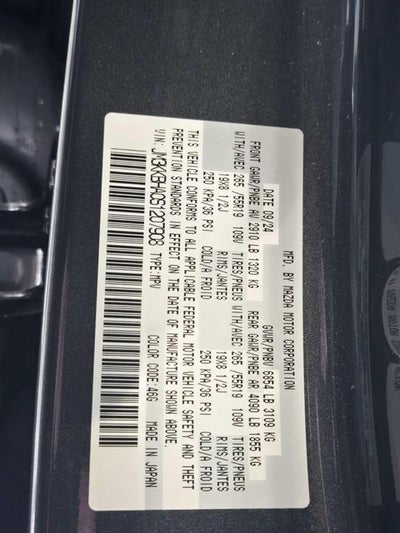 MFD. BY MAZDA MOTOR CORPORATION
DATE 09/24 GVWR/PNBV 6854 LB 3109 KG
FRONT GAWR/PNBE AV 2910 LB 1320 KG REAR GAWR/PNBE AR 4090 LB 1855 KG
WITH/AVEC 265 /55R19 109V TIRES/PNEUS WITH/AVEC 265 /55R19 109V TIRES/PNEUS
19X8 1/2J RIMS/JANTES 19X8 1/2J RIMS/JANTES
250 KPA/36 PSI COLD/A FROID 250 KPA/36 PSI COLD/A FROID
THIS VEHICLE CONFORMS TO ALL APPLICABLE FEDERAL MOTOR VEHICLE SAFETY AND THEFT
PREVENTION STANDARDS IN EFFECT ON THE DATE OF MANUFACTURE SHOWN ABOVE.
VIN: JM3KKBHA0S1207908 TYPE:MPV COLOR CODE:46G MADE IN JAPAN